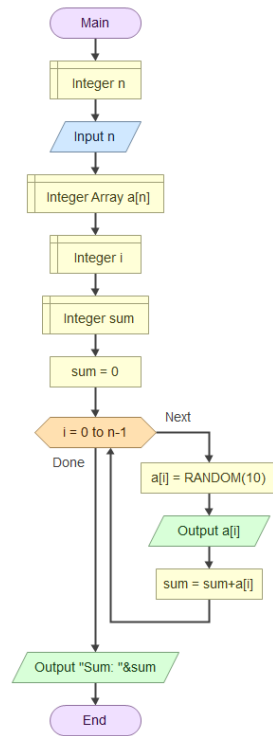 Main
Integer n
Input n
Integer Array a[n]
Integer i
Integer sum
sum = 0
i = 0 to n-1
Next
Done
a[i] = RANDOM(10)
Output a[i]
sum = sum+a[i]
Output "Sum: "&sum
End